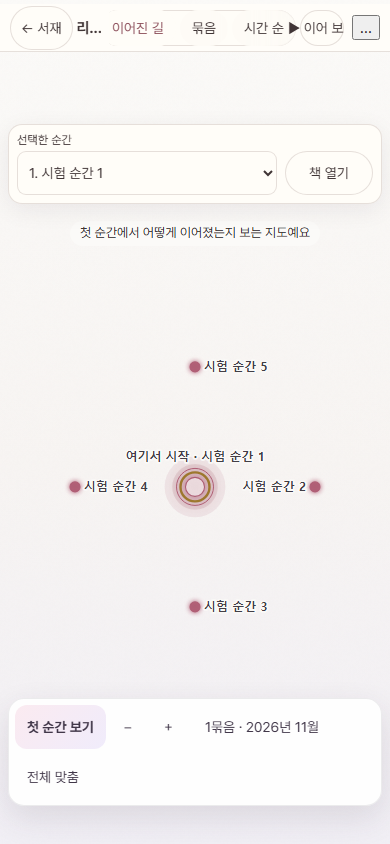 ← 서재 리... 이어진 길 묶음 시간 순 ▶ 이어 보 ...
선택한 순간
1. 시험 순간 1 책 열기
첫 순간에서 어떻게 이어졌는지 보는 지도예요
시험 순간 5
여기서 시작 · 시험 순간 1
시험 순간 4 시험 순간 2
시험 순간 3
첫 순간 보기 − + 1묶음 · 2026년 11월
전체 맞춤